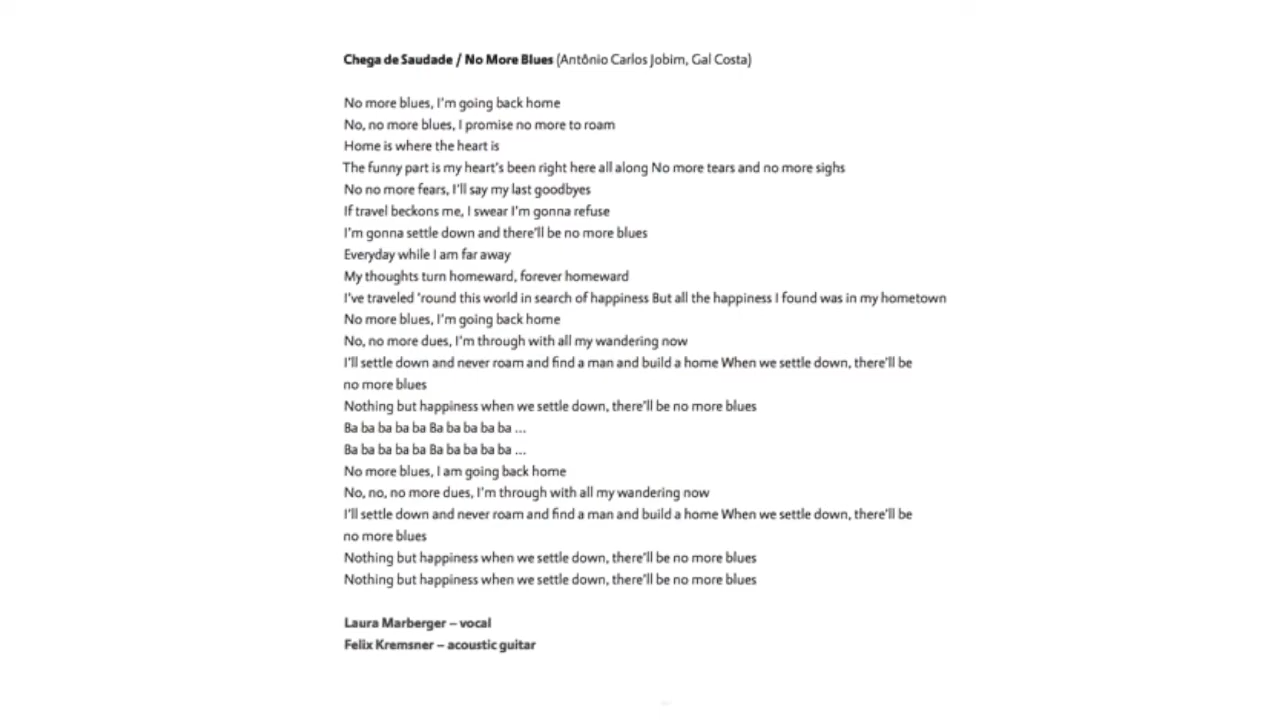 Chega de Saudade / No More Blues (Antônio Carlos Jobim, Gal Costa)
No more blues, I'm going back home
No, no more blues, I promise no more to roam
Home is where the heart is
The funny part is my heart's been right here all along No more tears and no more sighs
No no more fears, I'll say my last goodbyes
If travel beckons me, I swear I'm gonna refuse
I'm gonna settle down and there'll be no more blues
Everyday while I am far away
My thoughts turn homeward, forever homeward
I've traveled 'round this world in search of happiness But all the happiness I found was in my hometown
No more blues, I'm going back home
No, no more dues, I'm through with all my wandering now
I'll settle down and never roam and find a man and build a home When we settle down, there'll be
no more blues
Nothing but happiness when we settle down, there'll be no more blues
Ba ba ba ba ba Ba ba ba ba ba ...
Ba ba ba ba ba Ba ba ba ba ba ...
No more blues, I am going back home
No, no, no more dues, I'm through with all my wandering now
I'll settle down and never roam and find a man and build a home When we settle down, there'll be
no more blues
Nothing but happiness when we settle down, there'll be no more blues
Nothing but happiness when we settle down, there'll be no more blues
Laura Marberger – vocal
Felix Kremsner – acoustic guitar